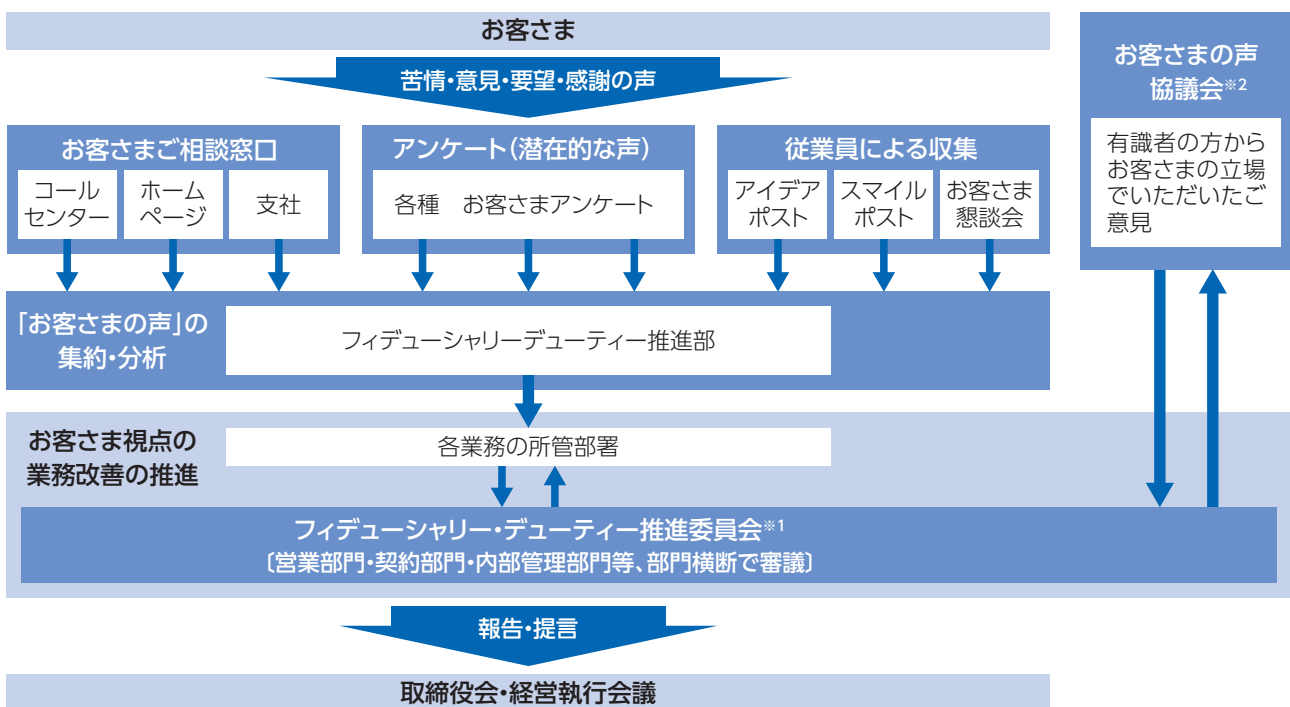 お客さま
苦情・意見・要望・感謝の声
お客さまご相談窓口
コール
センター
ホーム
ページ
支社
アンケート（潜在的な声）
各種　お客さまアンケート
従業員による収集
アイデア
ポスト
スマイル
ポスト
お客さま
懇談会
お客さまの声
協議会※2
有識者の方から
お客さまの立場
でいただいたご
意見
「お客さまの声」の
集約・分析
フィデューシャリーデューティー推進部
お客さま視点の
業務改善の推進
各業務の所管部署
フィデューシャリー・デューティー推進委員会※1
〔営業部門・契約部門・内部管理部門等、部門横断で審議〕
報告・提言
取締役会・経営執行会議